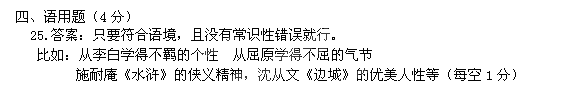 四、语用题（4分）
25.答案：只要符合语境，且没有常识性错误就行。
比如：从李白学得不羁的个性  从屈原学得不屈的气节
施耐庵《水浒》的侠义精神，沈从文《边城》的优美人性等（每空1分）